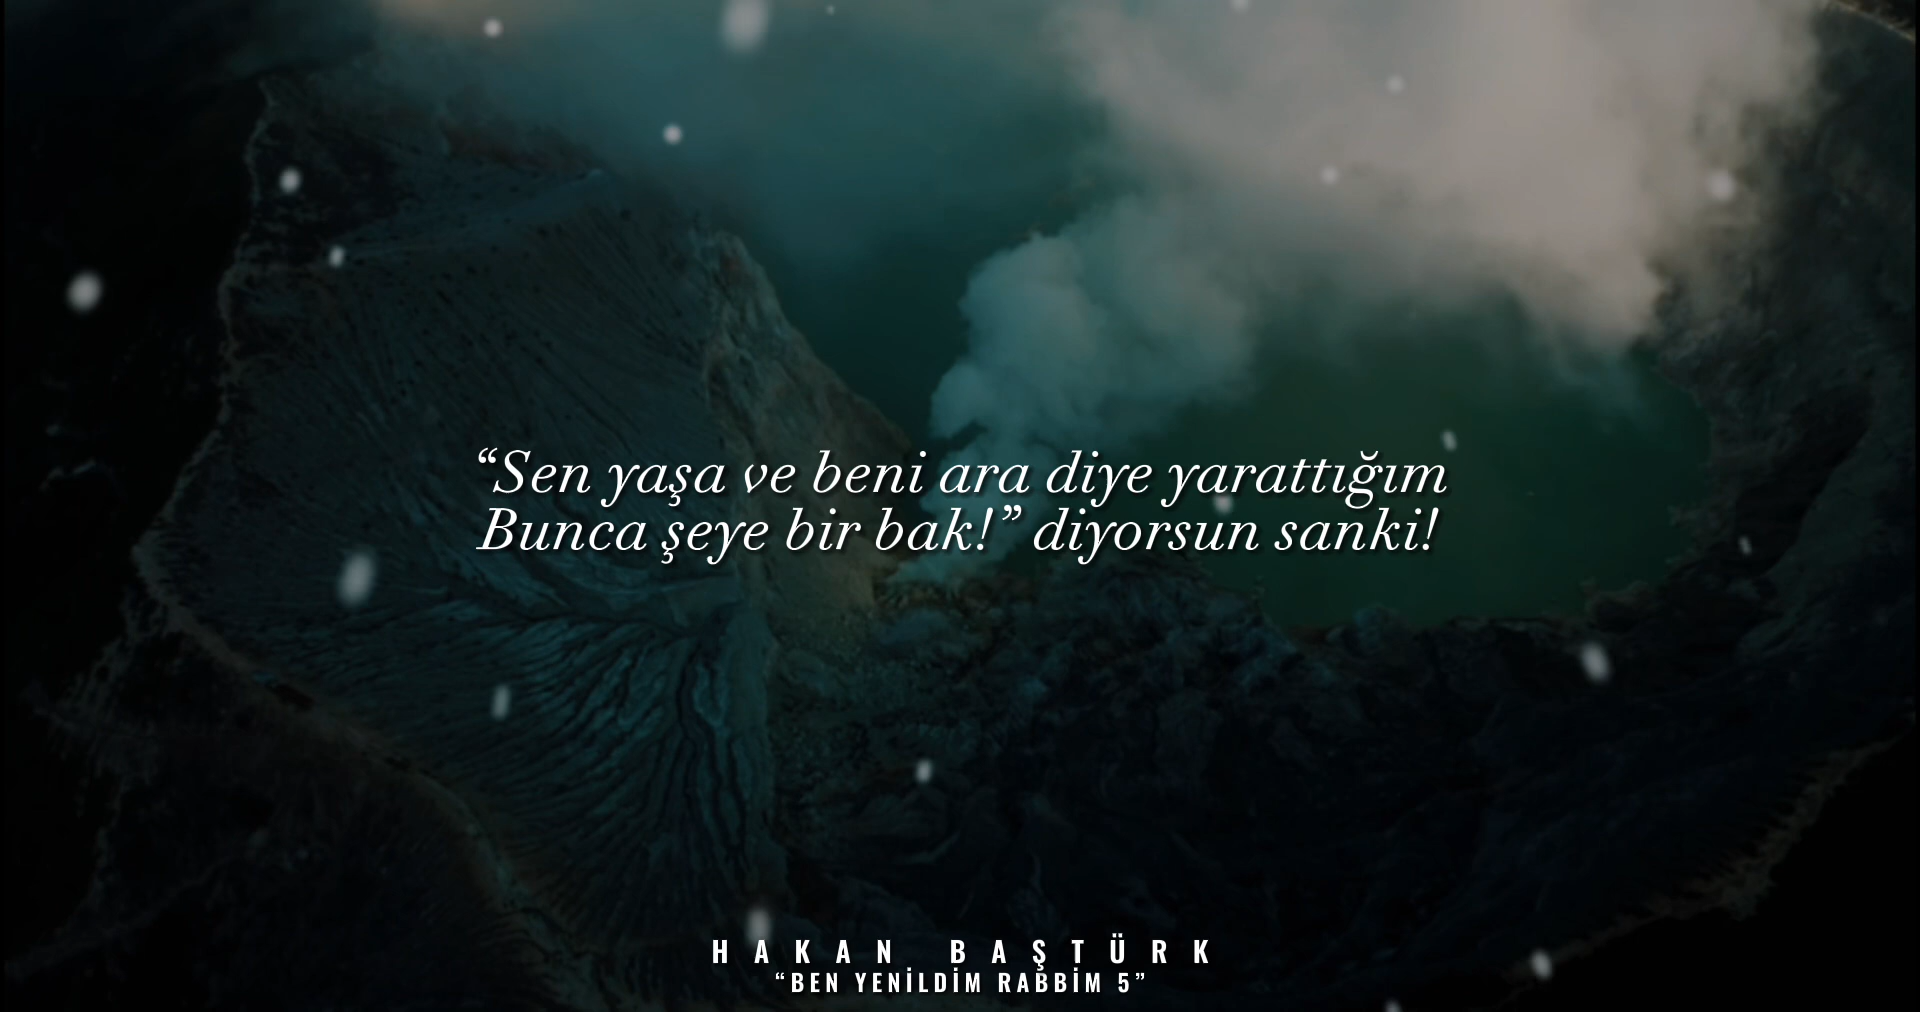 “Sen yaşa ve beni ara diye yarattığım
Bunca şeye bir bak!” diyorsun sanki!
HAKAN BAŞTÜRK
“BEN YENİLDİM RABBİM 5”